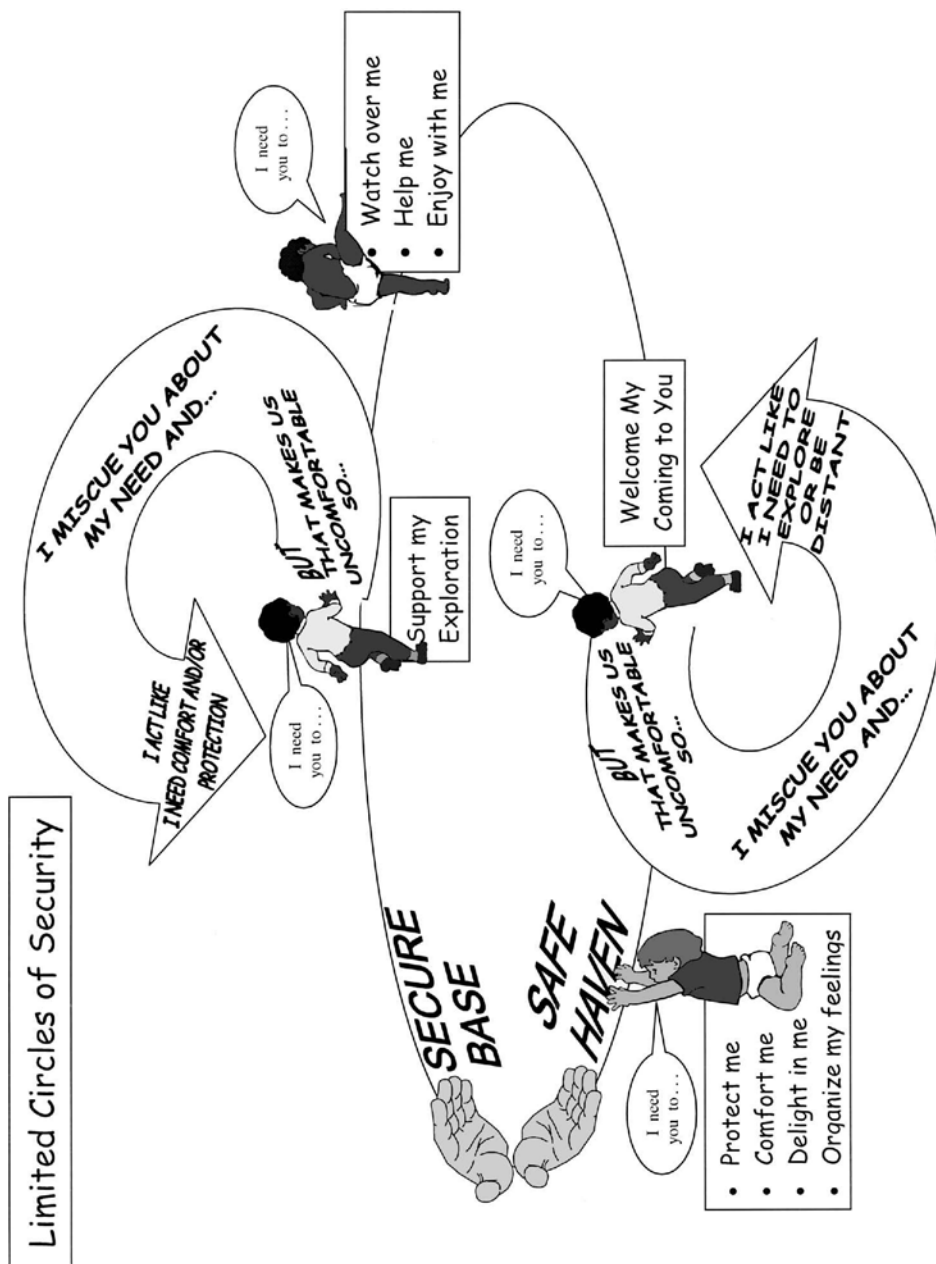 Limited Circles of Security
I MISCUE YOU ABOUT
MY NEED AND...
I ACT LIKE
I NEED COMFORT AND/OR
PROTECTION
BUT
THAT MAKES US
UNCOMFORTABLE
SO...
I need
you to . . .
Support my
Exploration
I need
you to . . .
• Watch over me
• Help me
• Enjoy with me
SECURE
BASE
SAFE
HAVEN
I need
you to . . .
Welcome My
Coming to You
BUT
THAT MAKES US
UNCOMFORTABLE
SO...
I MISCUE YOU ABOUT
MY NEED AND...
I ACT LIKE
I NEED TO
EXPLORE
OR BE
DISTANT
I need
you to . . .
• Protect me
• Comfort me
• Delight in me
• Organize my feelings